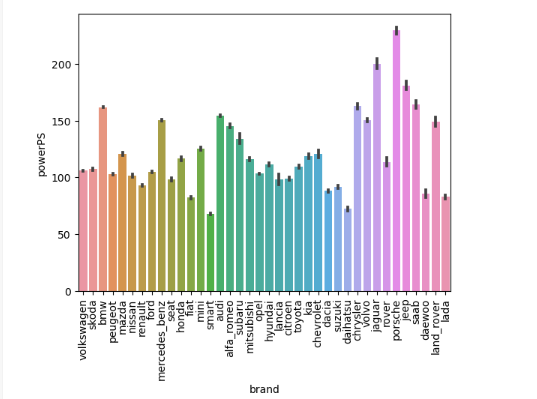 powerPS
200
150
100
50
0
volkswagen
skoda
bmw
peugeot
mazda
nissan
renault
ford
mercedes_benz
seat
honda
fiat
mini
smart
audi
alfa_romeo
subaru
mitsubishi
opel
hyundai
lancia
citroen
toyota
kia
chevrolet
dacia
suzuki
daihatsu
chrysler
volvo
jaguar
rover
porsche
jeep
saab
daewoo
land_rover
lada
brand